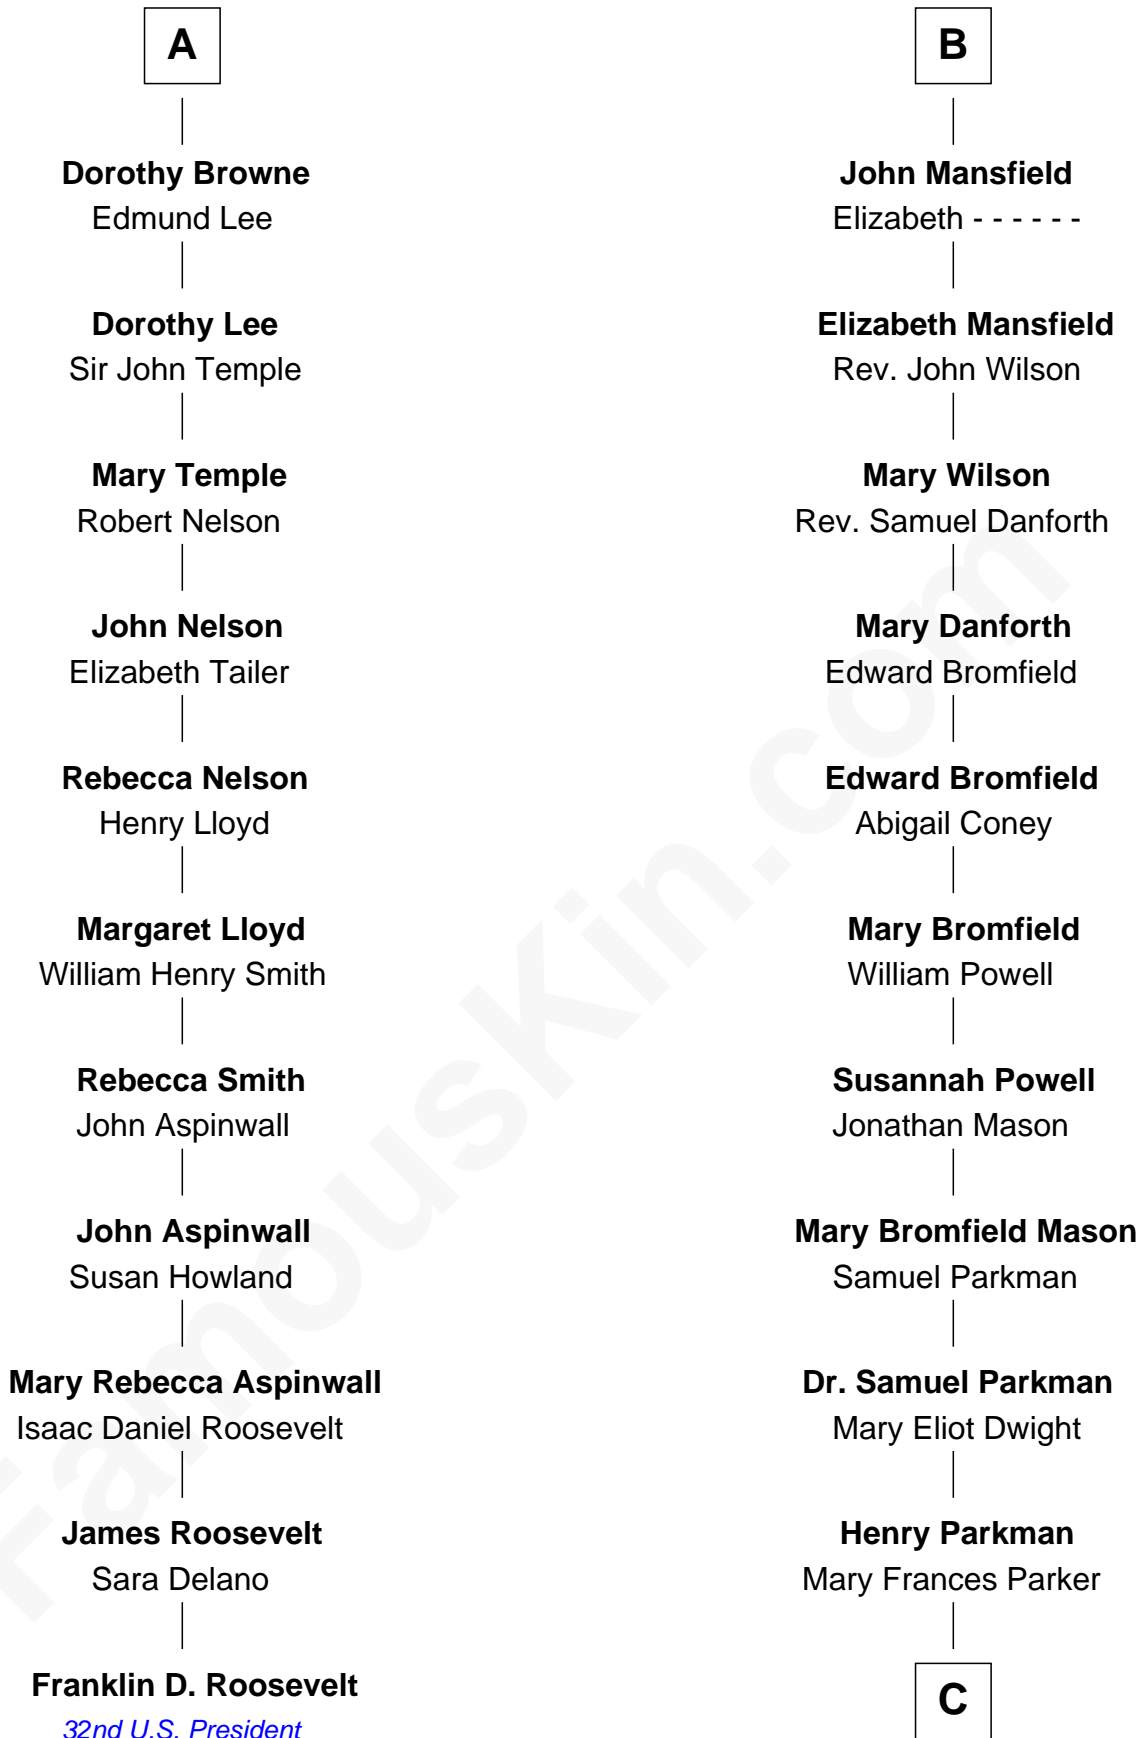 A
Dorothy Browne
Edmund Lee
Dorothy Lee
Sir John Temple
Mary Temple
Robert Nelson
John Nelson
Elizabeth Tailer
Rebecca Nelson
Henry Lloyd
Margaret Lloyd
William Henry Smith
Rebecca Smith
John Aspinwall
John Aspinwall
Susan Howland
Mary Rebecca Aspinwall
Isaac Daniel Roosevelt
James Roosevelt
Sara Delano
Franklin D. Roosevelt
32nd U.S. President
B
John Mansfield
Elizabeth - - - - - -
Elizabeth Mansfield
Rev. John Wilson
Mary Wilson
Rev. Samuel Danforth
Mary Danforth
Edward Bromfield
Edward Bromfield
Abigail Coney
Mary Bromfield
William Powell
Susannah Powell
Jonathan Mason
Mary Bromfield Mason
Samuel Parkman
Dr. Samuel Parkman
Mary Eliot Dwight
Henry Parkman
Mary Frances Parker
C
FamousKin.com